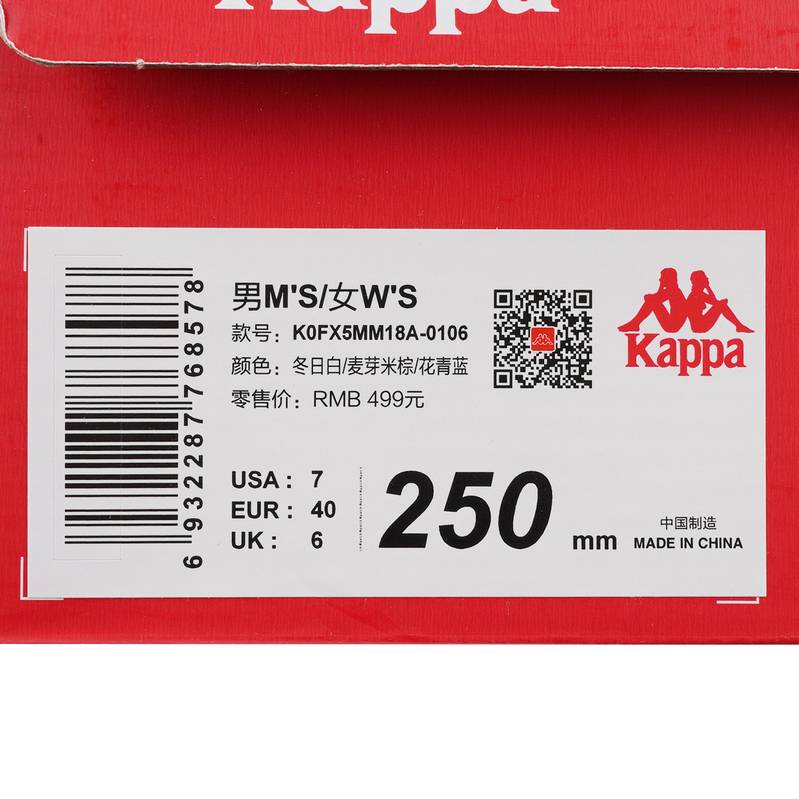 Kappa
男M'S/女W'S
款号: K0FX5MM18A-0106
颜色: 冬日白/麦芽米棕/花青蓝
零售价: RMB 499元
Kappa
6932287768578
USA : 7
EUR : 40
UK : 6
250 mm
中国制造
MADE IN CHINA